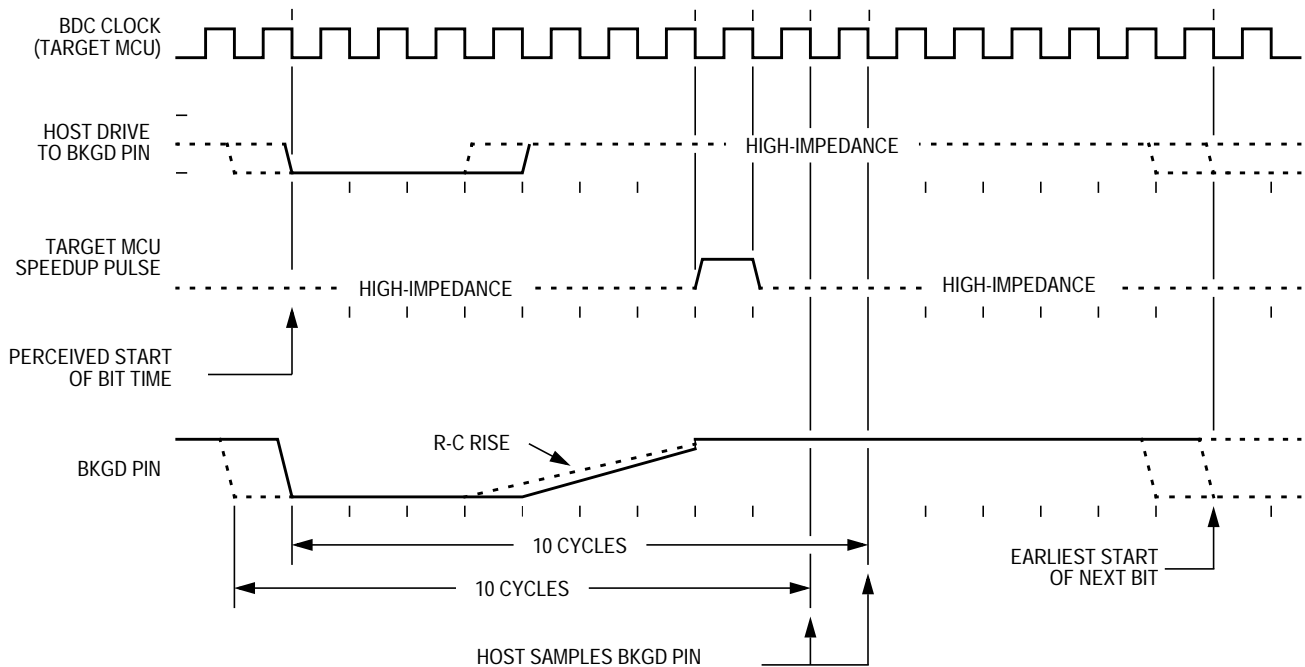 BDC CLOCK
(TARGET MCU)
HOST DRIVE
TO BKGD PIN
HIGH-IMPEDANCE
TARGET MCU
SPEEDUP PULSE
HIGH-IMPEDANCE
HIGH-IMPEDANCE
PERCEIVED START
OF BIT TIME
R-C RISE
BKGD PIN
10 CYCLES
EARLIEST START
OF NEXT BIT
10 CYCLES
HOST SAMPLES BKGD PIN